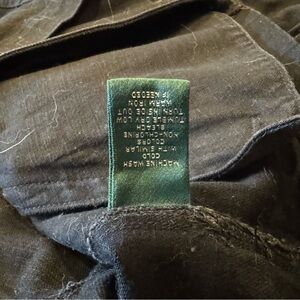 MACHINE WASH
COLD
WITH SIMILAR
COLORS
NON-CHLORINE
BLEACH
TUMBLE DRY LOW
TURN INSIDE OUT
WARM IRON
IF NEEDED